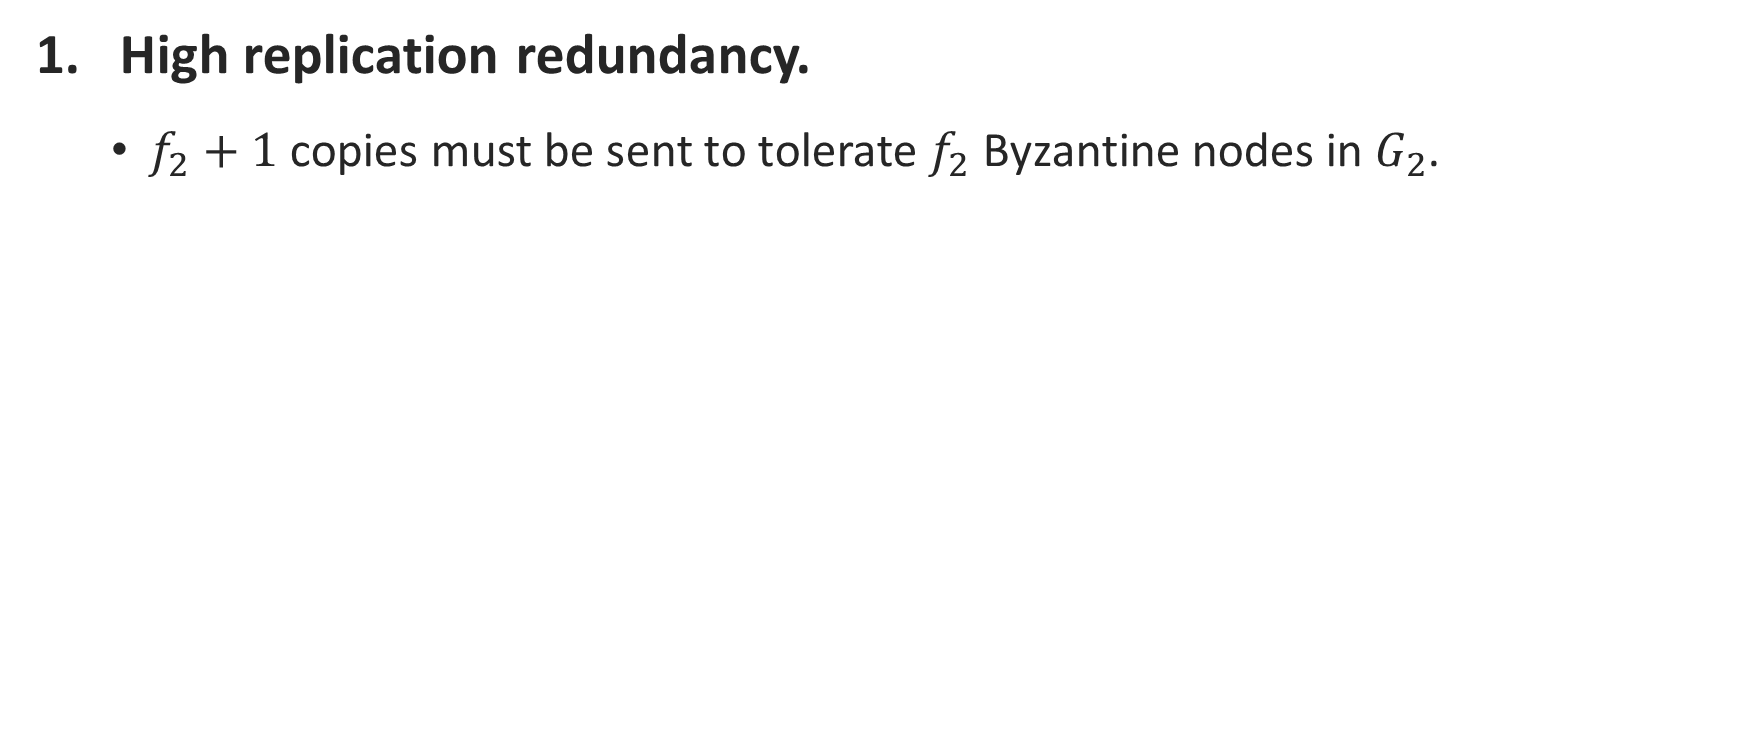 1. High replication redundancy.
• 𝑓₂ + 1 copies must be sent to tolerate 𝑓₂ Byzantine nodes in 𝐺₂.